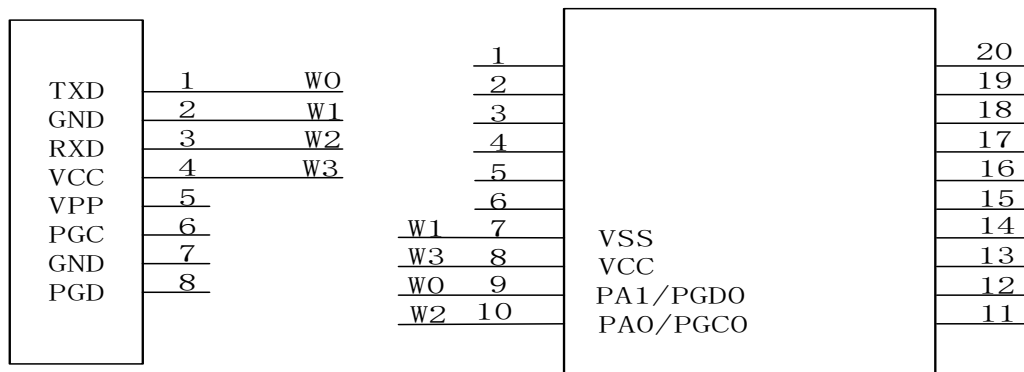 TXD 1 W0
GND 2 W1
RXD 3 W2
VCC 4 W3
VPP 5
PGC 6
GND 7
PGD 8
1 20
2 19
3 18
4 17
5 16
6 15
W1 7 VSS 14
W3 8 VCC 13
W0 9 PA1/PGD0 12
W2 10 PA0/PGC0 11